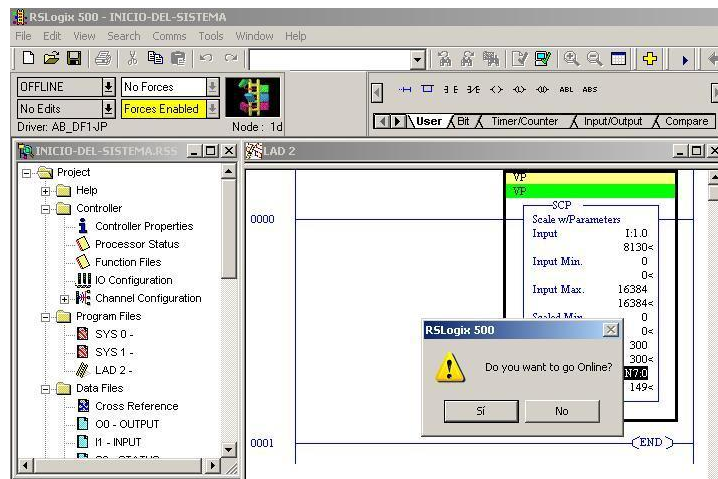 RSLogix 500 - INICIO-DEL-SISTEMA
File Edit View Search Comms Tools Window Help
OFFLINE No Forces
No Edits Forces Enabled
Driver: AB_DF1-JP Node : 1d
ABL ABS
User Bit Timer/Counter Input/Output Compare
INICIO-DEL-SISTEMA.RSS
LAD 2
Project
Help
Controller
Controller Properties
Processor Status
Function Files
IO Configuration
Channel Configuration
Program Files
SYS 0 -
SYS 1 -
LAD 2 -
Data Files
Cross Reference
O0 - OUTPUT
I1 - INPUT
VP
VP
0000
SCP
Scale w/Parameters
Input I:1.0
8130<
Input Min. 0
0<
Input Max. 16384
16384<
Scaled Min. 0
0<
300
300<
N7:0
149<
RSLogix 500
Do you want to go Online?
Sí No
0001
END